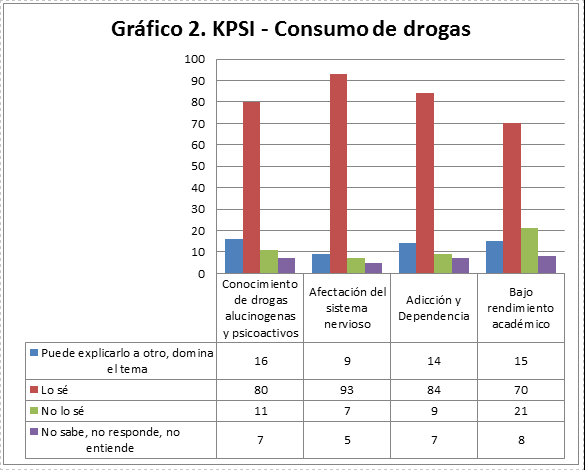 Gráfico 2. KPSI - Consumo de drogas
100
90
80
70
60
50
40
30
20
10
0
Conocimiento
de drogas
alucinogenas
y psicoactivos
Afectación del
sistema
nervioso
Adicción y
Dependencia
Bajo
rendimiento
académico
Puede explicarlo a otro, domina
el tema
16 9 14 15
Lo sé 80 93 84 70
No lo sé 11 7 9 21
No sabe, no responde, no
entiende
7 5 7 8